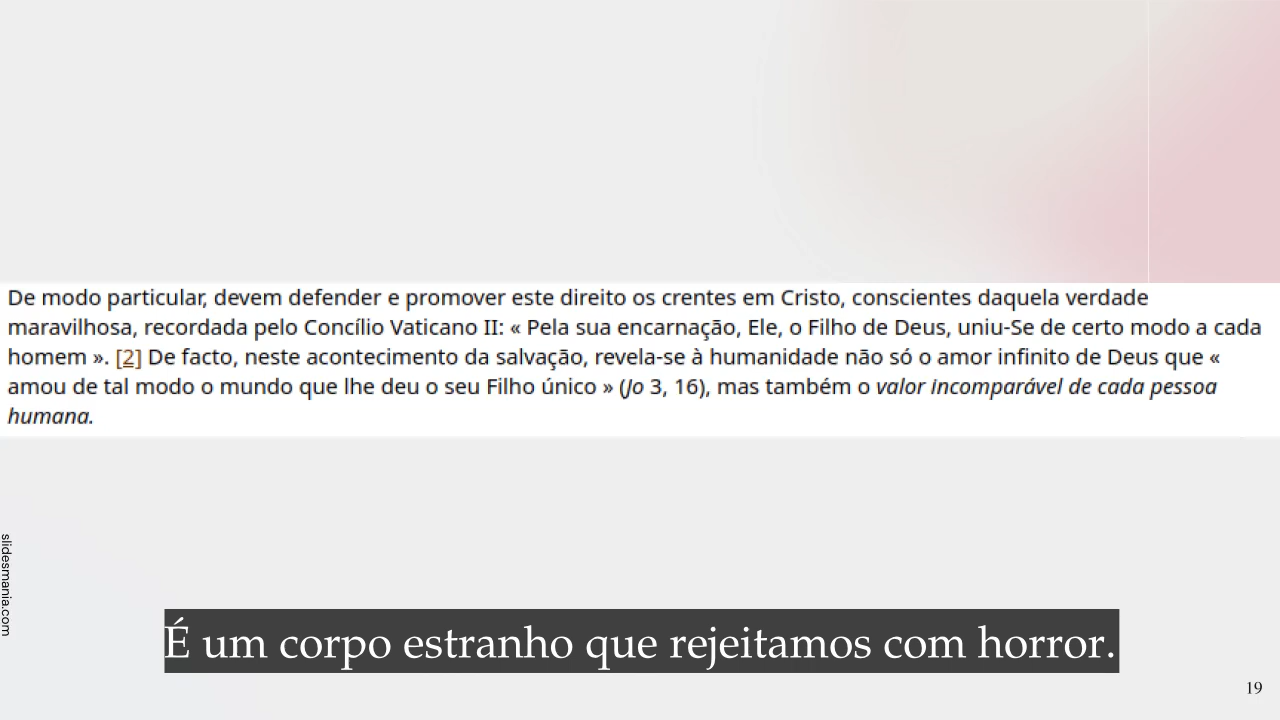 De modo particular, devem defender e promover este direito os crentes em Cristo, conscientes daquela verdade
maravilhosa, recordada pelo Concílio Vaticano II: « Pela sua encarnação, Ele, o Filho de Deus, uniu-Se de certo modo a cada
homem ». [2] De facto, neste acontecimento da salvação, revela-se à humanidade não só o amor infinito de Deus que «
amou de tal modo o mundo que lhe deu o seu Filho único » (Jo 3, 16), mas também o valor incomparável de cada pessoa
humana.
slidesmania.com
É um corpo estranho que rejeitamos com horror.
19